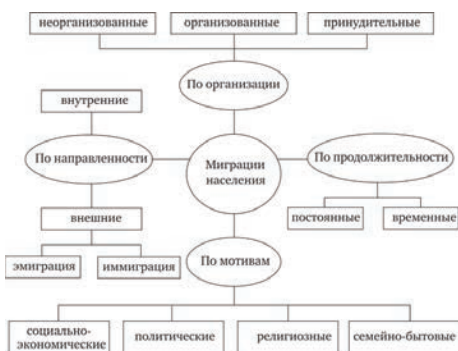 неорганизованные
организованные
принудительные
По организации
внутренние
По направленности
Миграции
населения
По продолжительности
внешние
постоянные
временные
эмиграция
иммиграция
По мотивам
социально-
экономические
политические
религиозные
семейно-бытовые